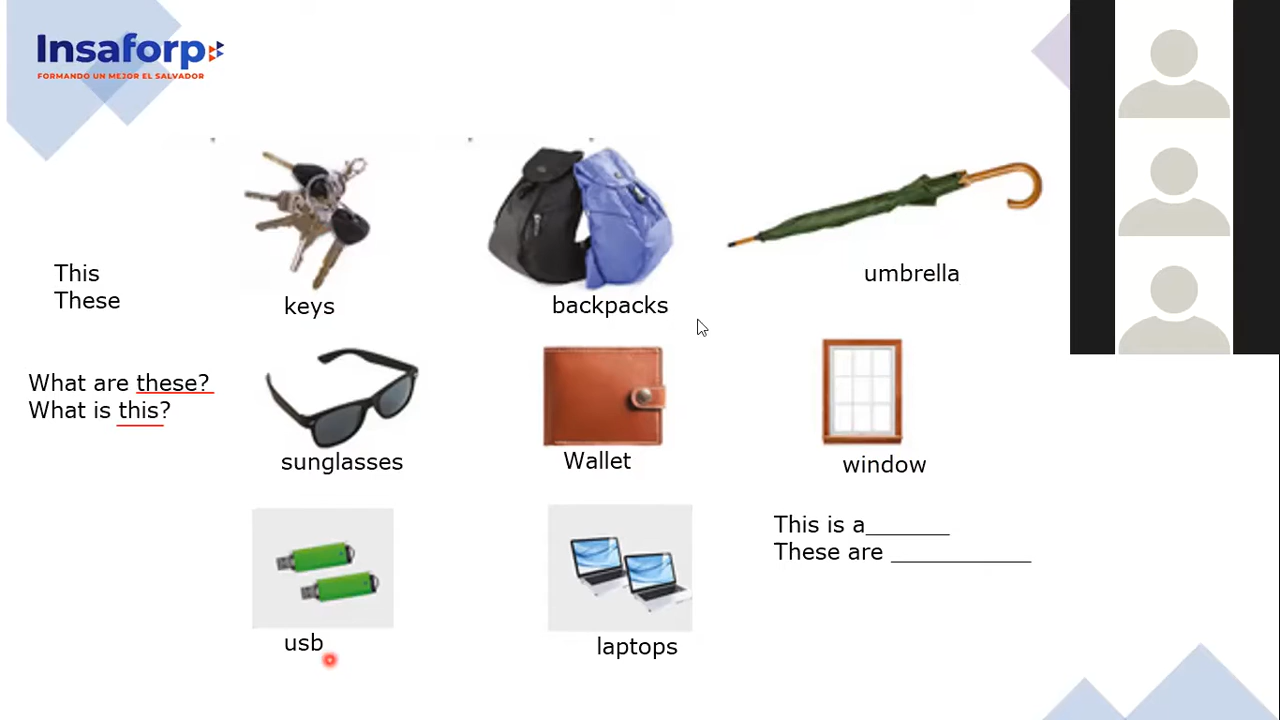 Insaforp
FORMANDO UN MEJOR EL SALVADOR
This
These
keys
backpacks
umbrella
What are these?
What is this?
sunglasses
Wallet
window
This is a_______
These are ____________
usb
laptops